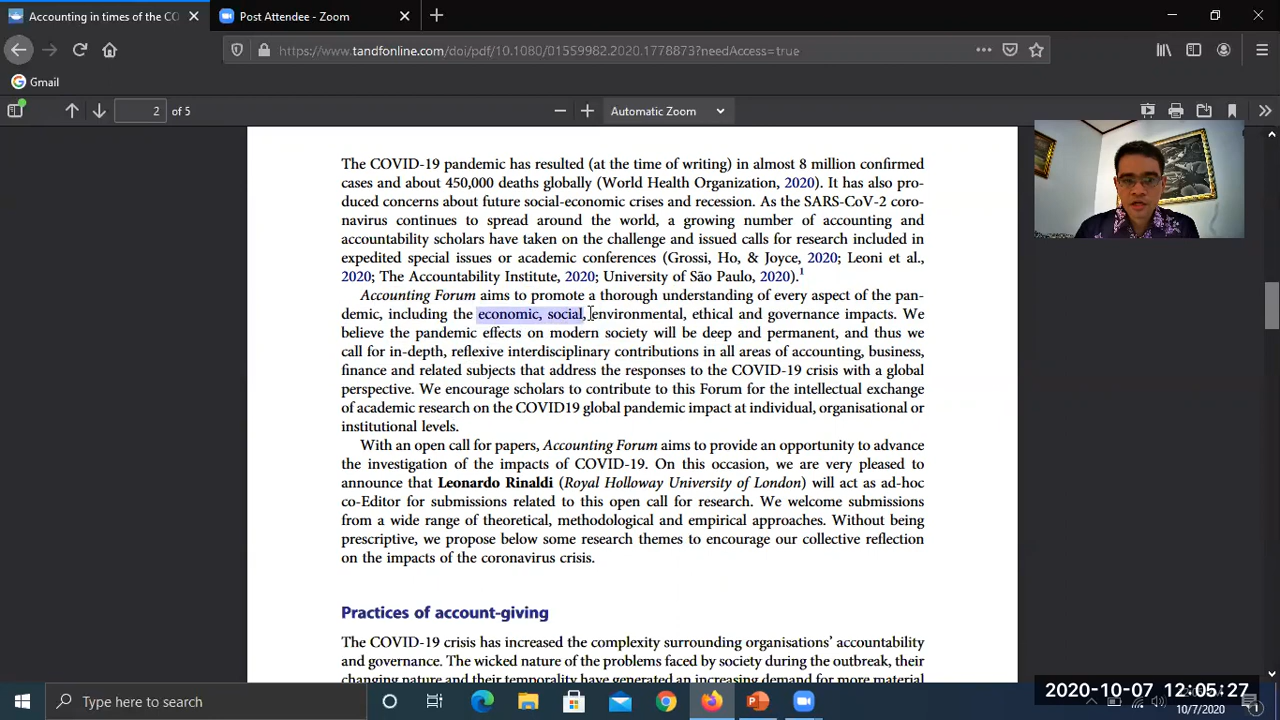 Accounting in times of the CO
Post Attendee - Zoom
https://www.tandfonline.com/doi/pdf/10.1080/01559982.2020.1778873?needAccess=true
Gmail
2 of 5
Automatic Zoom
The COVID-19 pandemic has resulted (at the time of writing) in almost 8 million confirmed
cases and about 450,000 deaths globally (World Health Organization, 2020). It has also pro-
duced concerns about future social-economic crises and recession. As the SARS-CoV-2 coro-
navirus continues to spread around the world, a growing number of accounting and
accountability scholars have taken on the challenge and issued calls for research included in
expedited special issues or academic conferences (Grossi, Ho, & Joyce, 2020; Leoni et al.,
2020; The Accountability Institute, 2020; University of São Paulo, 2020).1
Accounting Forum aims to promote a thorough understanding of every aspect of the pan-
demic, including the economic, social, environmental, ethical and governance impacts. We
believe the pandemic effects on modern society will be deep and permanent, and thus we
call for in-depth, reflexive interdisciplinary contributions in all areas of accounting, business,
finance and related subjects that address the responses to the COVID-19 crisis with a global
perspective. We encourage scholars to contribute to this Forum for the intellectual exchange
of academic research on the COVID19 global pandemic impact at individual, organisational or
institutional levels.
With an open call for papers, Accounting Forum aims to provide an opportunity to advance
the investigation of the impacts of COVID-19. On this occasion, we are very pleased to
announce that Leonardo Rinaldi (Royal Holloway University of London) will act as ad-hoc
co-Editor for submissions related to this open call for research. We welcome submissions
from a wide range of theoretical, methodological and empirical approaches. Without being
prescriptive, we propose below some research themes to encourage our collective reflection
on the impacts of the coronavirus crisis.
Practices of account-giving
The COVID-19 crisis has increased the complexity surrounding organisations' accountability
and governance. The wicked nature of the problems faced by society during the outbreak, their
changing nature and their temporality have generated an increasing demand for more material
Type here to search
2020-10-07 12:05:27
10/7/2020